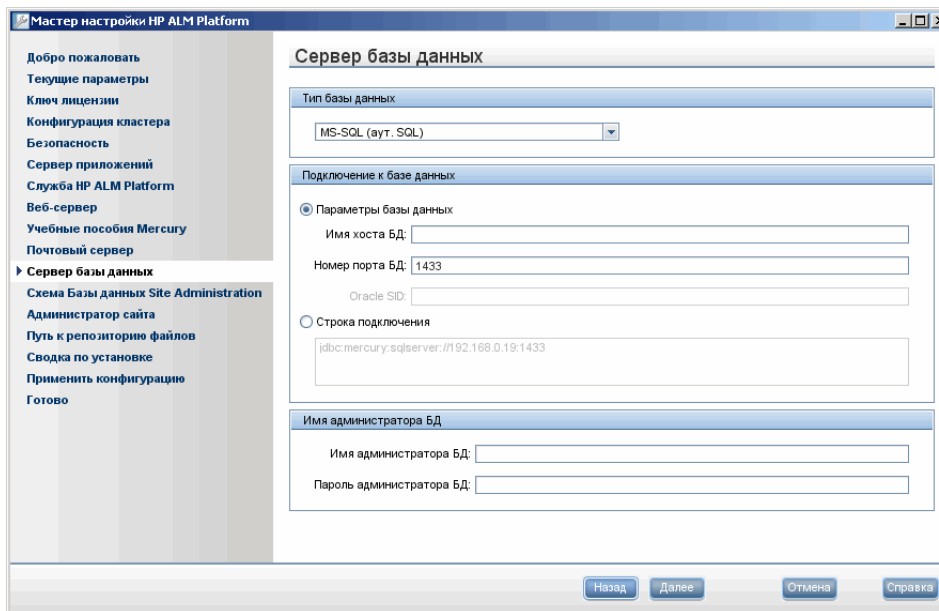 Мастер настройки HP ALM Platform
Добро пожаловать
Текущие параметры
Ключ лицензии
Конфигурация кластера
Безопасность
Сервер приложений
Служба HP ALM Platform
Веб-сервер
Учебные пособия Mercury
Почтовый сервер
Сервер базы данных
Схема Базы данных Site Administration
Администратор сайта
Путь к репозиторию файлов
Сводка по установке
Применить конфигурацию
Готово
Сервер базы данных
Тип базы данных
MS-SQL (аут. SQL)
Подключение к базе данных
Параметры базы данных
Имя хоста БД:
Номер порта БД: 1433
Oracle SID:
Строка подключения
jdbc:mercury:sqlserver://192.168.0.19:1433
Имя администратора БД
Имя администратора БД:
Пароль администратора БД:
Назад Далее Отмена Справка